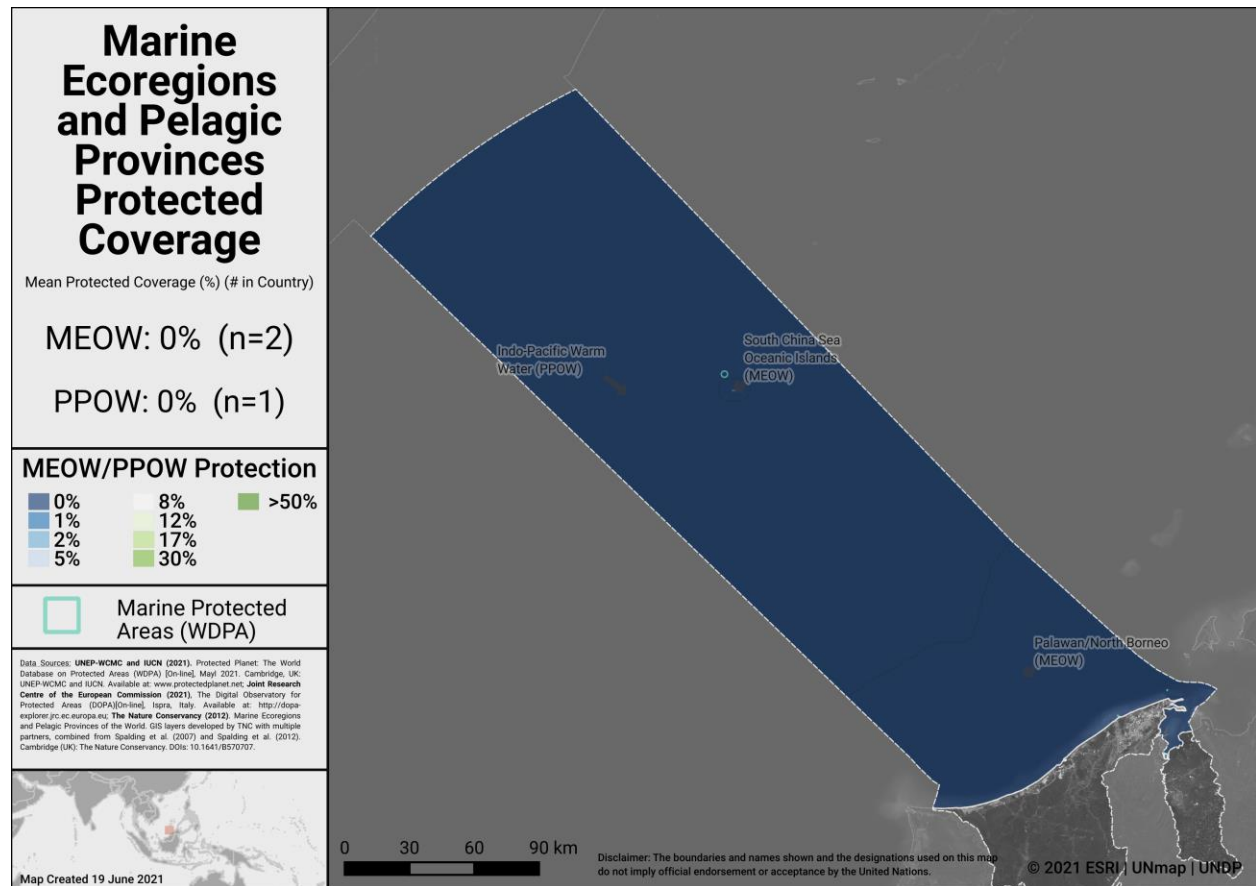 Marine
Ecoregions
and Pelagic
Provinces
Protected
Coverage
Mean Protected Coverage (%) (# in Country)
MEOW: 0% (n=2)
PPOW: 0% (n=1)
MEOW/PPOW Protection
0%
1%
2%
5%
8%
12%
17%
30%
>50%
Marine Protected
Areas (WDPA)
Data Sources: UNEP-WCMC and IUCN (2021). Protected Planet: The World
Database on Protected Areas (WDPA) [On-line], Mayl 2021. Cambridge, UK:
UNEP-WCMC and IUCN. Available at: www.protectedplanet.net; Joint Research
Centre of the European Commission (2021), The Digital Observatory for
Protected Areas (DOPA)[On-line], Ispra, Italy. Available at: http://dopa-
explorer.jrc.ec.europa.eu; The Nature Conservancy (2012). Marine Ecoregions
and Pelagic Provinces of the World. GIS layers developed by TNC with multiple
partners, combined from Spalding et al. (2007) and Spalding et al. (2012).
Cambridge (UK): The Nature Conservancy. DOIs: 10.1641/B570707.
Map Created 19 June 2021
Indo-Pacific Warm
Water (PPOW)
South China Sea
Oceanic Islands
(MEOW)
Palawan/North Borneo
(MEOW)
0 30 60 90 km
Disclaimer: The boundaries and names shown and the designations used on this map
do not imply official endorsement or acceptance by the United Nations.
© 2021 ESRI | UNmap | UNDP